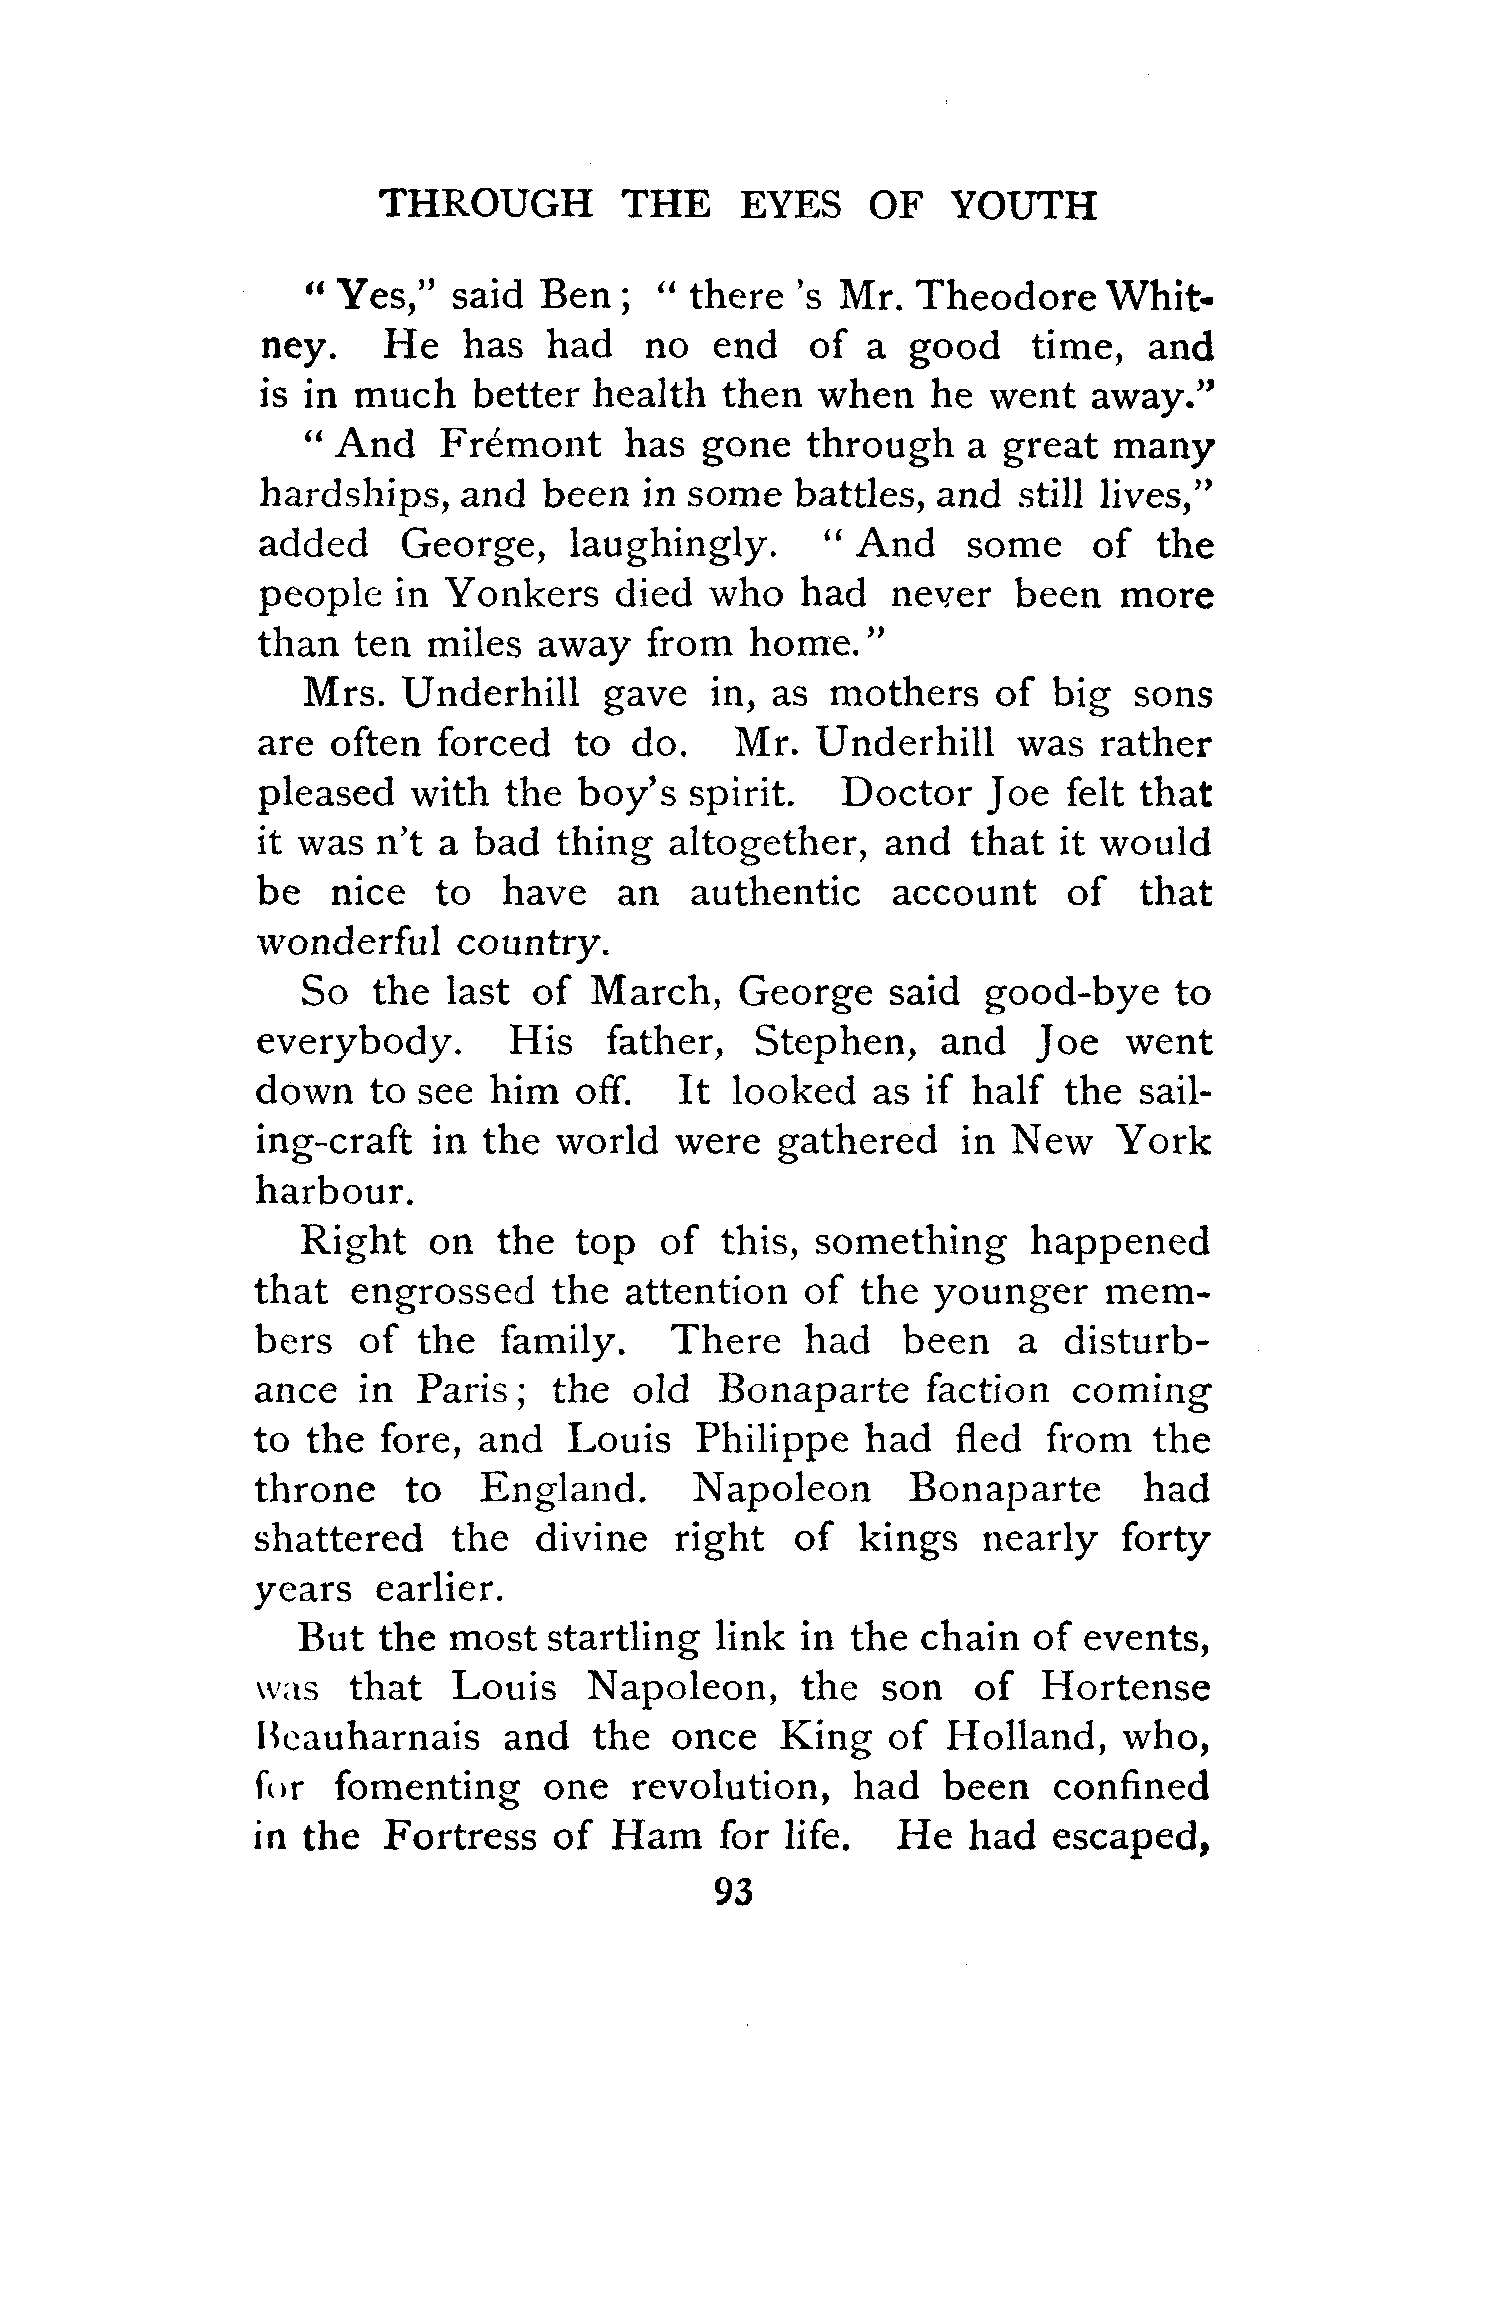 THROUGH THE EYES OF YOUTH
" Yes," said Ben ; " there 's Mr. Theodore Whit-
ney. He has had no end of a good time, and
is in much better health then when he went away."
" And Frémont has gone through a great many
hardships, and been in some battles, and still lives,"
added George, laughingly. " And some of the
people in Yonkers died who had never been more
than ten miles away from home."
Mrs. Underhill gave in, as mothers of big sons
are often forced to do. Mr. Underhill was rather
pleased with the boy's spirit. Doctor Joe felt that
it was n't a bad thing altogether, and that it would
be nice to have an authentic account of that
wonderful country.
So the last of March, George said good-bye to
everybody. His father, Stephen, and Joe went
down to see him off. It looked as if half the sail-
ing-craft in the world were gathered in New York
harbour.
Right on the top of this, something happened
that engrossed the attention of the younger mem-
bers of the family. There had been a disturb-
ance in Paris ; the old Bonaparte faction coming
to the fore, and Louis Philippe had fled from the
throne to England. Napoleon Bonaparte had
shattered the divine right of kings nearly forty
years earlier.
But the most startling link in the chain of events,
was that Louis Napoleon, the son of Hortense
Beauharnais and the once King of Holland, who,
for fomenting one revolution, had been confined
in the Fortress of Ham for life. He had escaped,
93